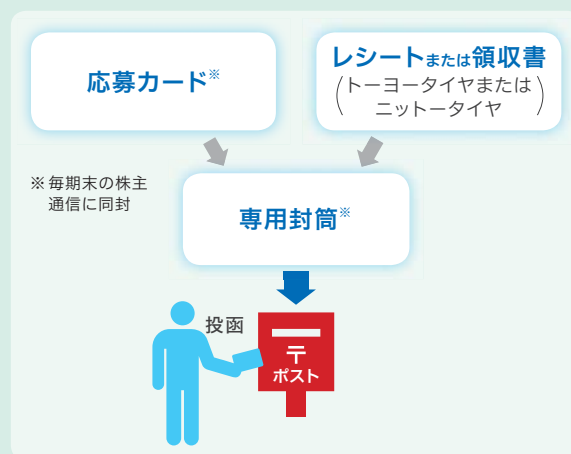 応募カード※
レシートまたは領収書
(トーヨータイヤまたは
ニットータイヤ)
※毎期末の株主
通信に同封
専用封筒※
投函
〒
ポスト